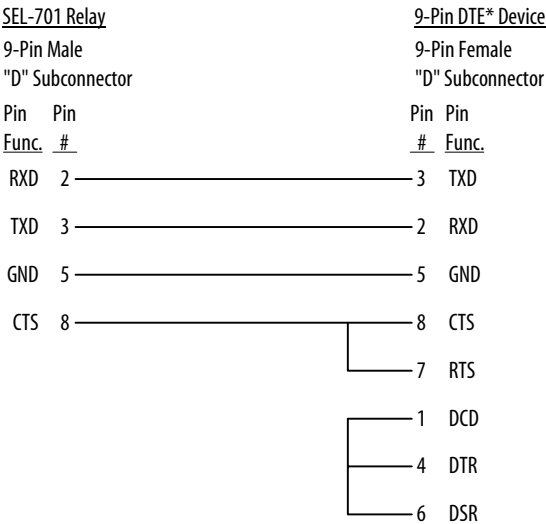 SEL-701 Relay 9-Pin DTE* Device
9-Pin Male 9-Pin Female
"D" Subconnector "D" Subconnector
Pin Pin Pin Pin
Func. # # Func.
RXD 2 3 TXD
TXD 3 2 RXD
GND 5 5 GND
CTS 8 8 CTS
7 RTS
1 DCD
4 DTR
6 DSR